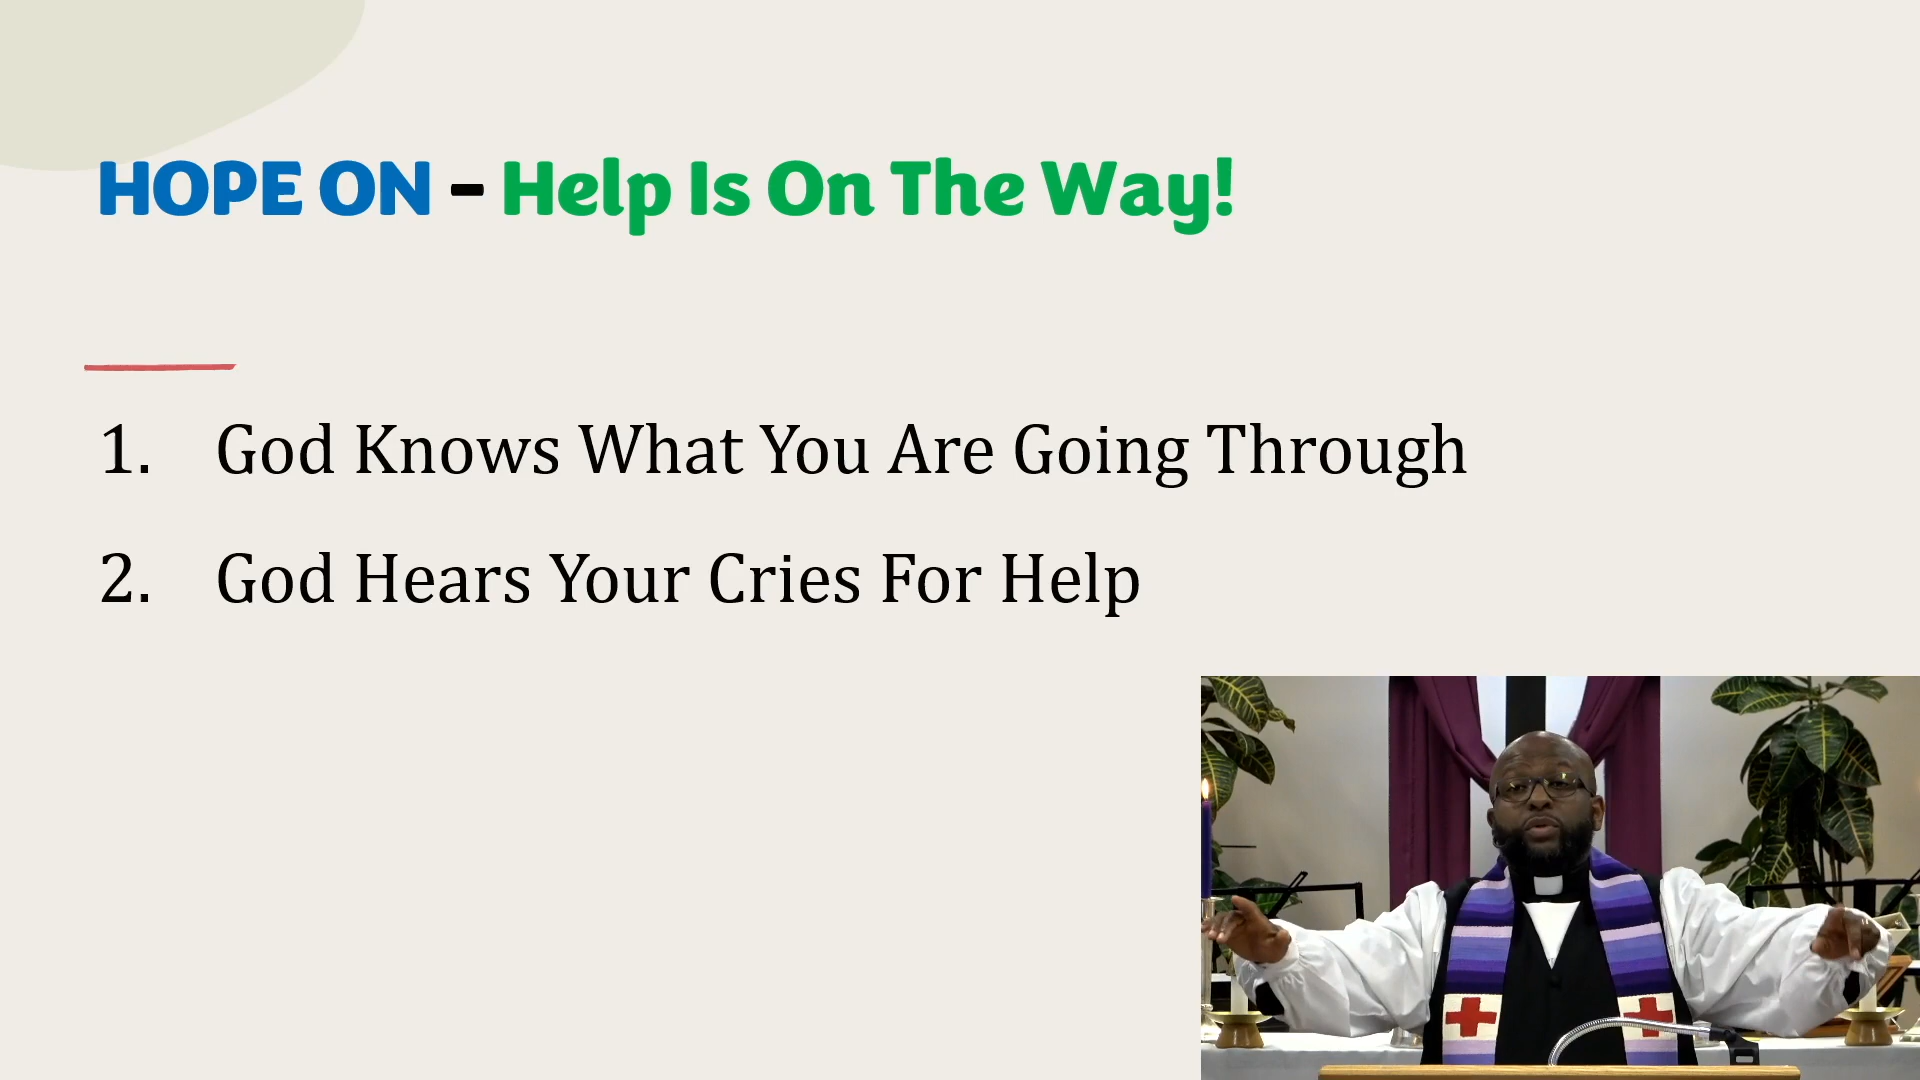 HOPE ON – Help Is On The Way!
1. God Knows What You Are Going Through
2. God Hears Your Cries For Help